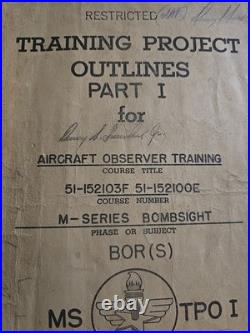 RESTRICTED
TRAINING PROJECT
OUTLINES
PART I
for
Jr.
AIRCRAFT OBSERVER TRAINING
COURSE TITLE
51-152103F 51-152100E
COURSE NUMBER
M-SERIES BOMBSIGHT
PHASE OR SUBJECT
BOR(S)
MS TPO I